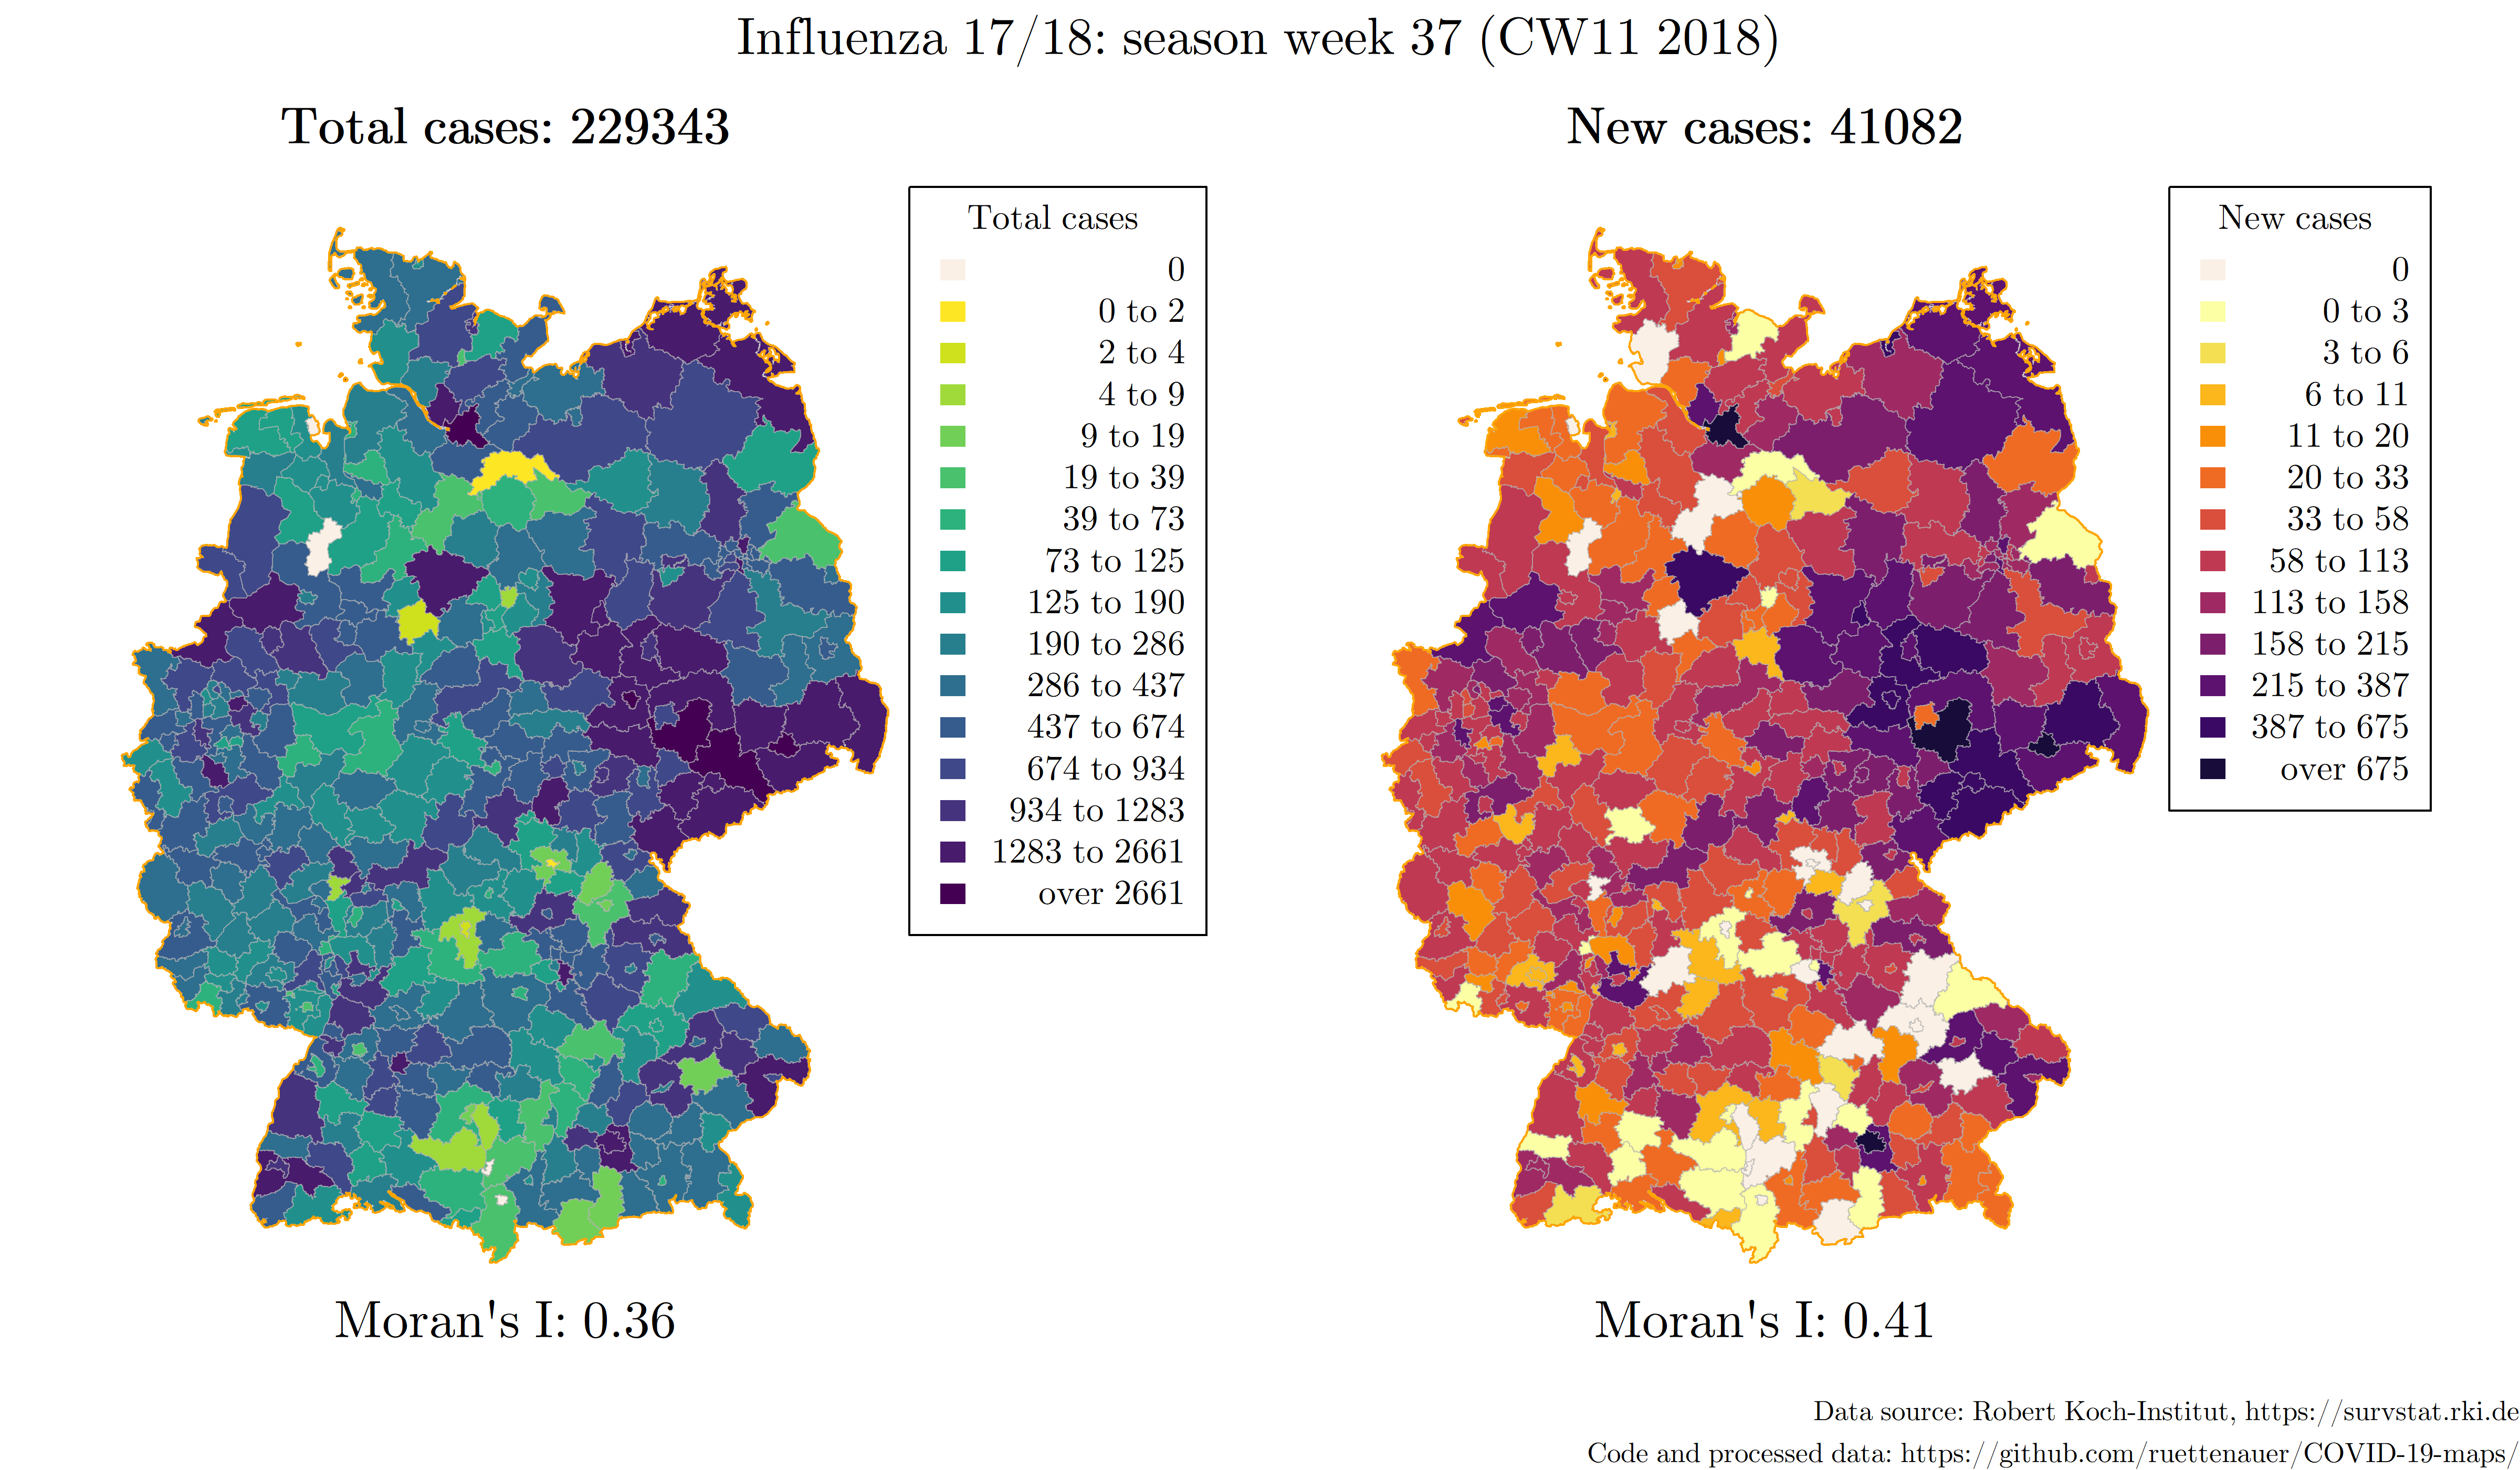 Influenza 17/18: season week 37 (CW11 2018)
Total cases: 229343
Total cases
0
0 to 2
2 to 4
4 to 9
9 to 19
19 to 39
39 to 73
73 to 125
125 to 190
190 to 286
286 to 437
437 to 674
674 to 934
934 to 1283
1283 to 2661
over 2661
Moran's I: 0.36
New cases: 41082
New cases
0
0 to 3
3 to 6
6 to 11
11 to 20
20 to 33
33 to 58
58 to 113
113 to 158
158 to 215
215 to 387
387 to 675
over 675
Moran's I: 0.41
Data source: Robert Koch-Institut, https://survstat.rki.de
Code and processed data: https://github.com/ruettenauer/COVID-19-maps/